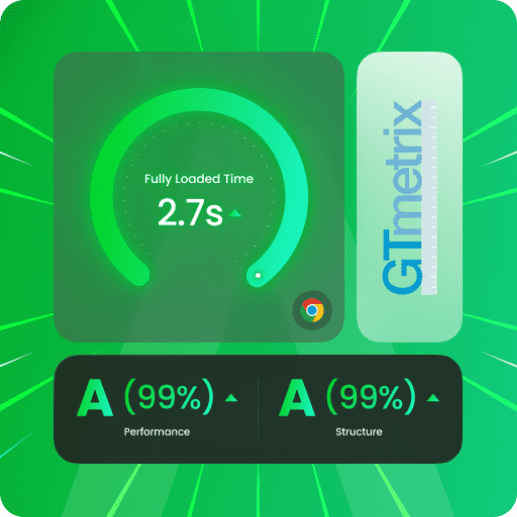 Fully Loaded Time
2.7s
GTmetrix
A (99%)
Performance
A (99%)
Structure